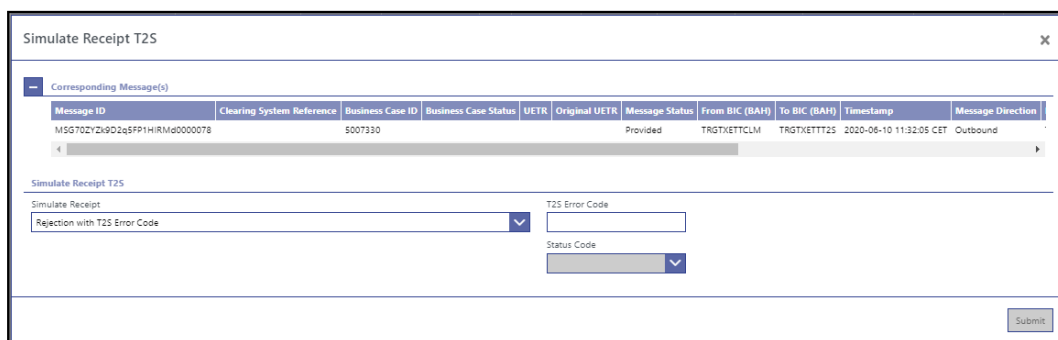 Simulate Receipt T2S
Corresponding Message(s)
Message ID Clearing System Reference Business Case ID Business Case Status UETR Original UETR Message Status From BIC (BAH) To BIC (BAH) Timestamp Message Direction
MSG70ZYZk9D2q5FP1HIRMd0000078 5007330 Provided TRGTXETTCLM TRGTXETTT2S 2020-06-10 11:32:05 CET Outbound
Simulate Receipt T2S
Simulate Receipt T2S Error Code
Rejection with T2S Error Code
Status Code
Submit